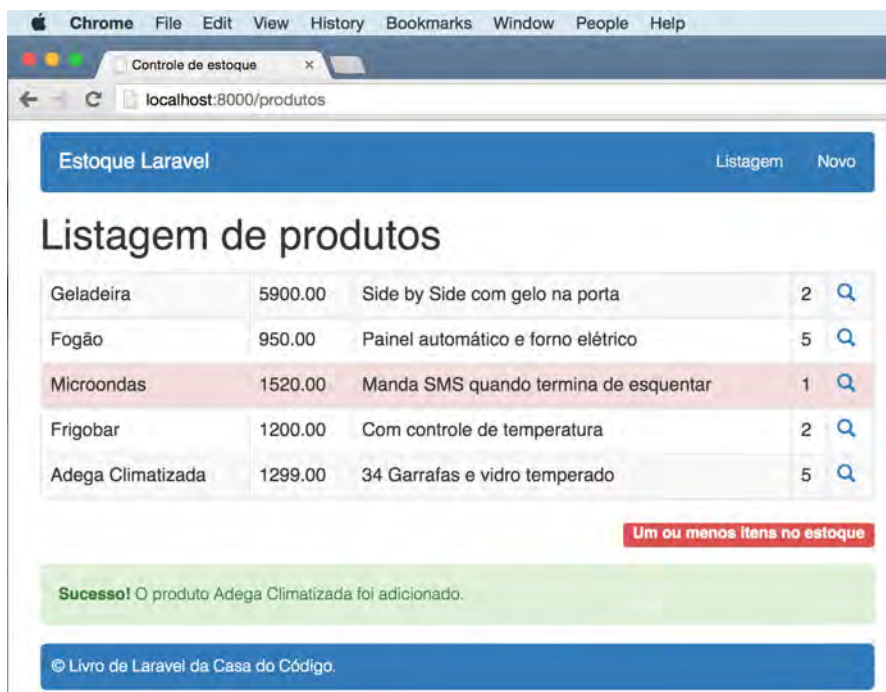 Chrome File Edit View History Bookmarks Window People Help
Controle de estoque ×
localhost:8000/produtos
Estoque Laravel Listagem Novo
Listagem de produtos
Geladeira 5900.00 Side by Side com gelo na porta 2
Fogão 950.00 Painel automático e forno elétrico 5
Microondas 1520.00 Manda SMS quando termina de esquentar 1
Frigobar 1200.00 Com controle de temperatura 2
Adega Climatizada 1299.00 34 Garrafas e vidro temperado 5
Um ou menos itens no estoque
Sucesso! O produto Adega Climatizada foi adicionado.
© Livro de Laravel da Casa do Código.